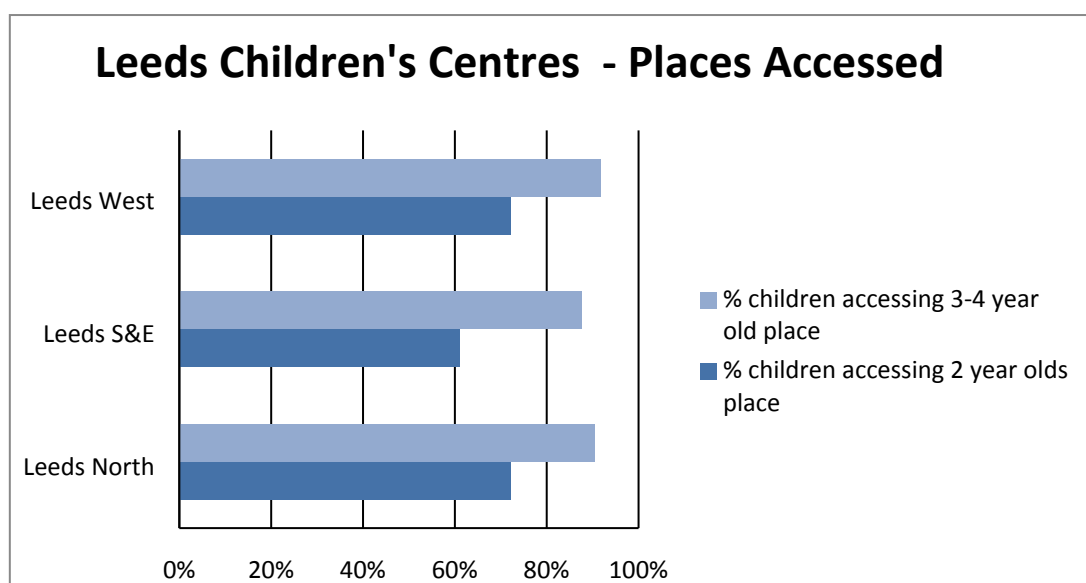 Leeds Children's Centres  - Places Accessed
Leeds West
Leeds S&E
Leeds North
0%
20%
40%
60%
80%
100%
% children accessing 3-4 year
old place
% children accessing 2 year olds
place